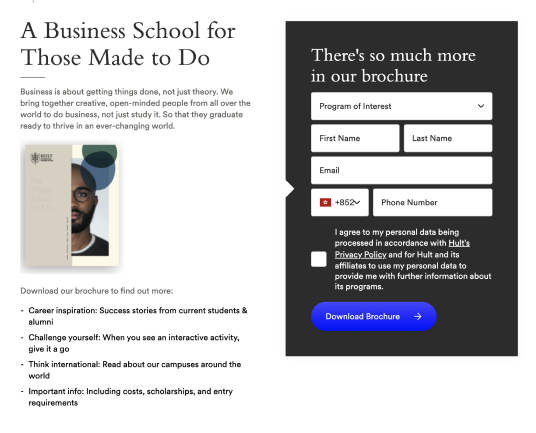 A Business School for
Those Made to Do
Business is about getting things done, not just theory. We
bring together creative, open-minded people from all over the
world to do business, not just study it. So that they graduate
ready to thrive in an ever-changing world.
HULT
For
Those
Made
to Do
Download our brochure to find out more:
- Career inspiration: Success stories from current students &
alumni
- Challenge yourself: When you see an interactive activity,
give it a go
- Think international: Read about our campuses around the
world
- Important info: Including costs, scholarships, and entry
requirements
There's so much more
in our brochure
Program of Interest
First Name
Last Name
Email
+852
Phone Number
I agree to my personal data being
processed in accordance with Hult's
Privacy Policy and for Hult and its
affiliates to use my personal data to
provide me with further information about
its programs.
Download Brochure →